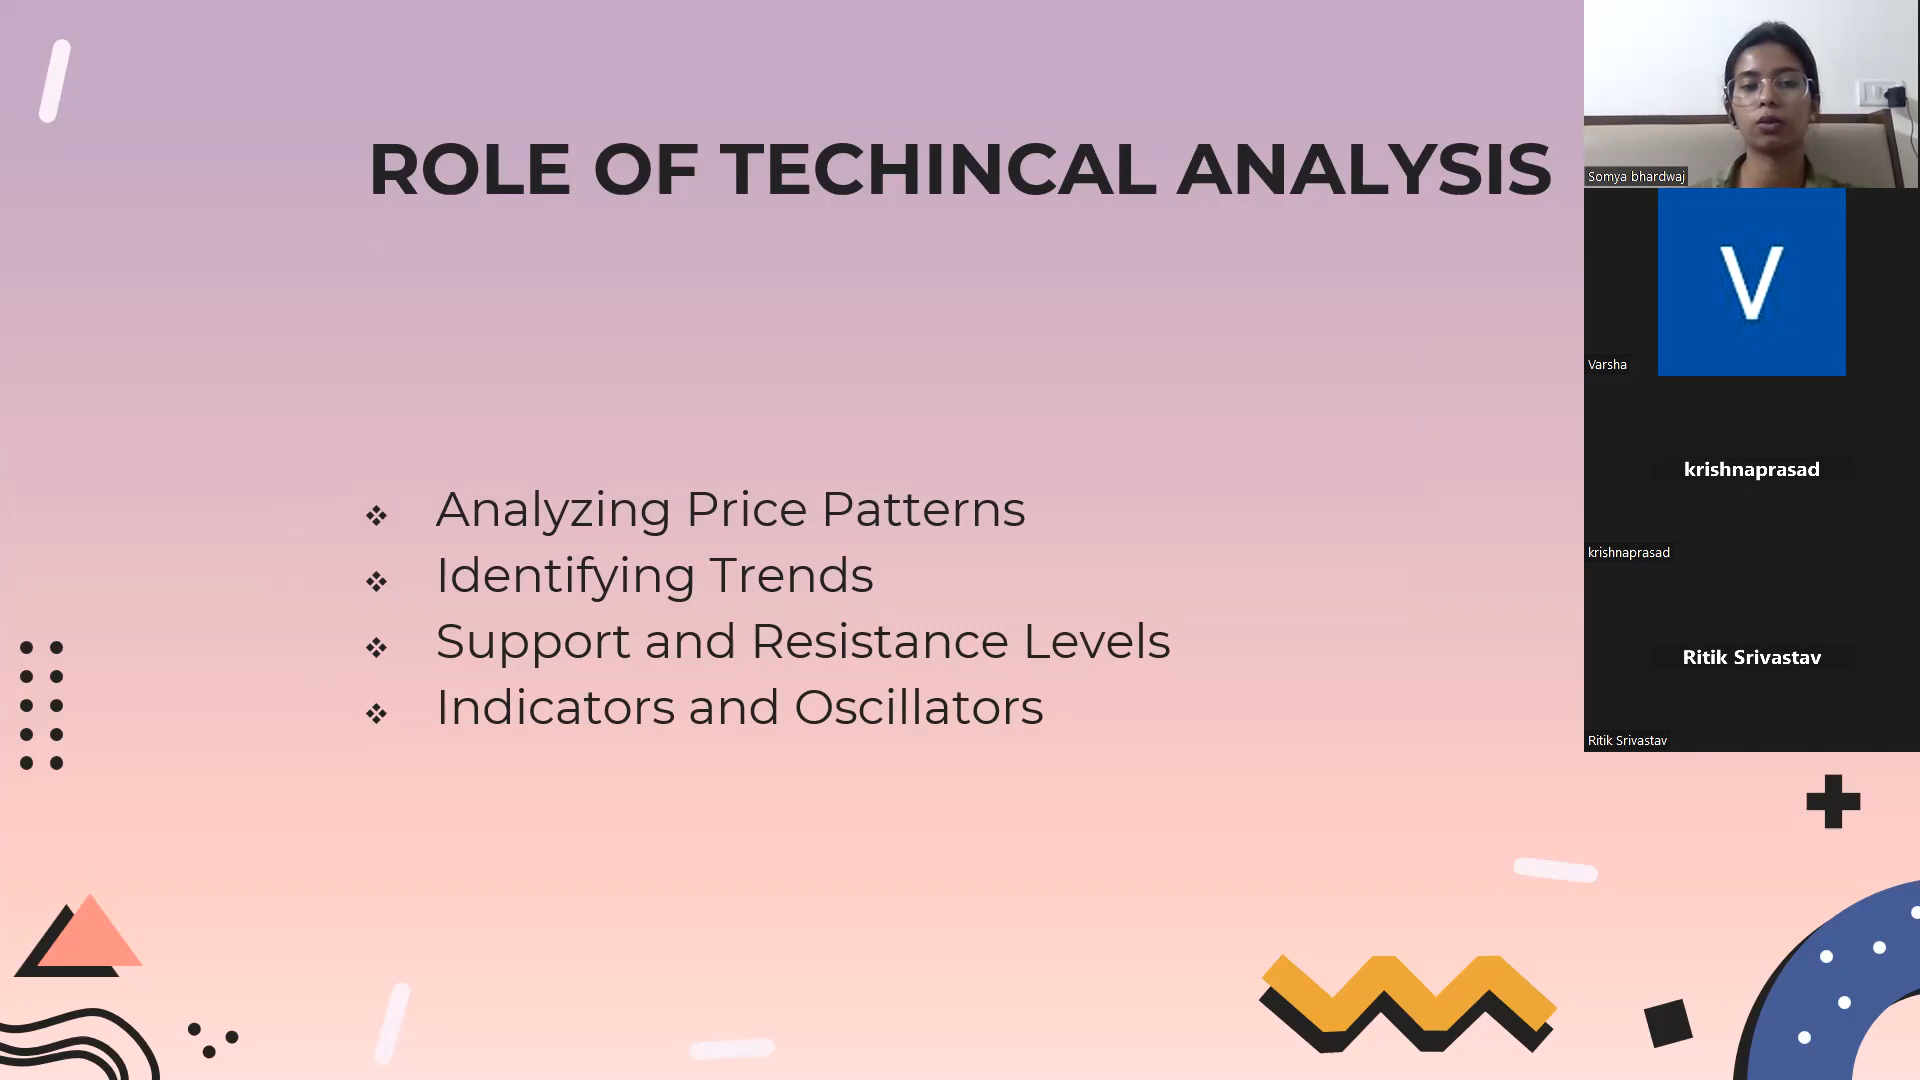 ROLE OF TECHINCAL ANALYSIS
❖ Analyzing Price Patterns
❖ Identifying Trends
❖ Support and Resistance Levels
❖ Indicators and Oscillators
Somya bhardwaj
V
Varsha
krishnaprasad
krishnaprasad
Ritik Srivastav
Ritik Srivastav